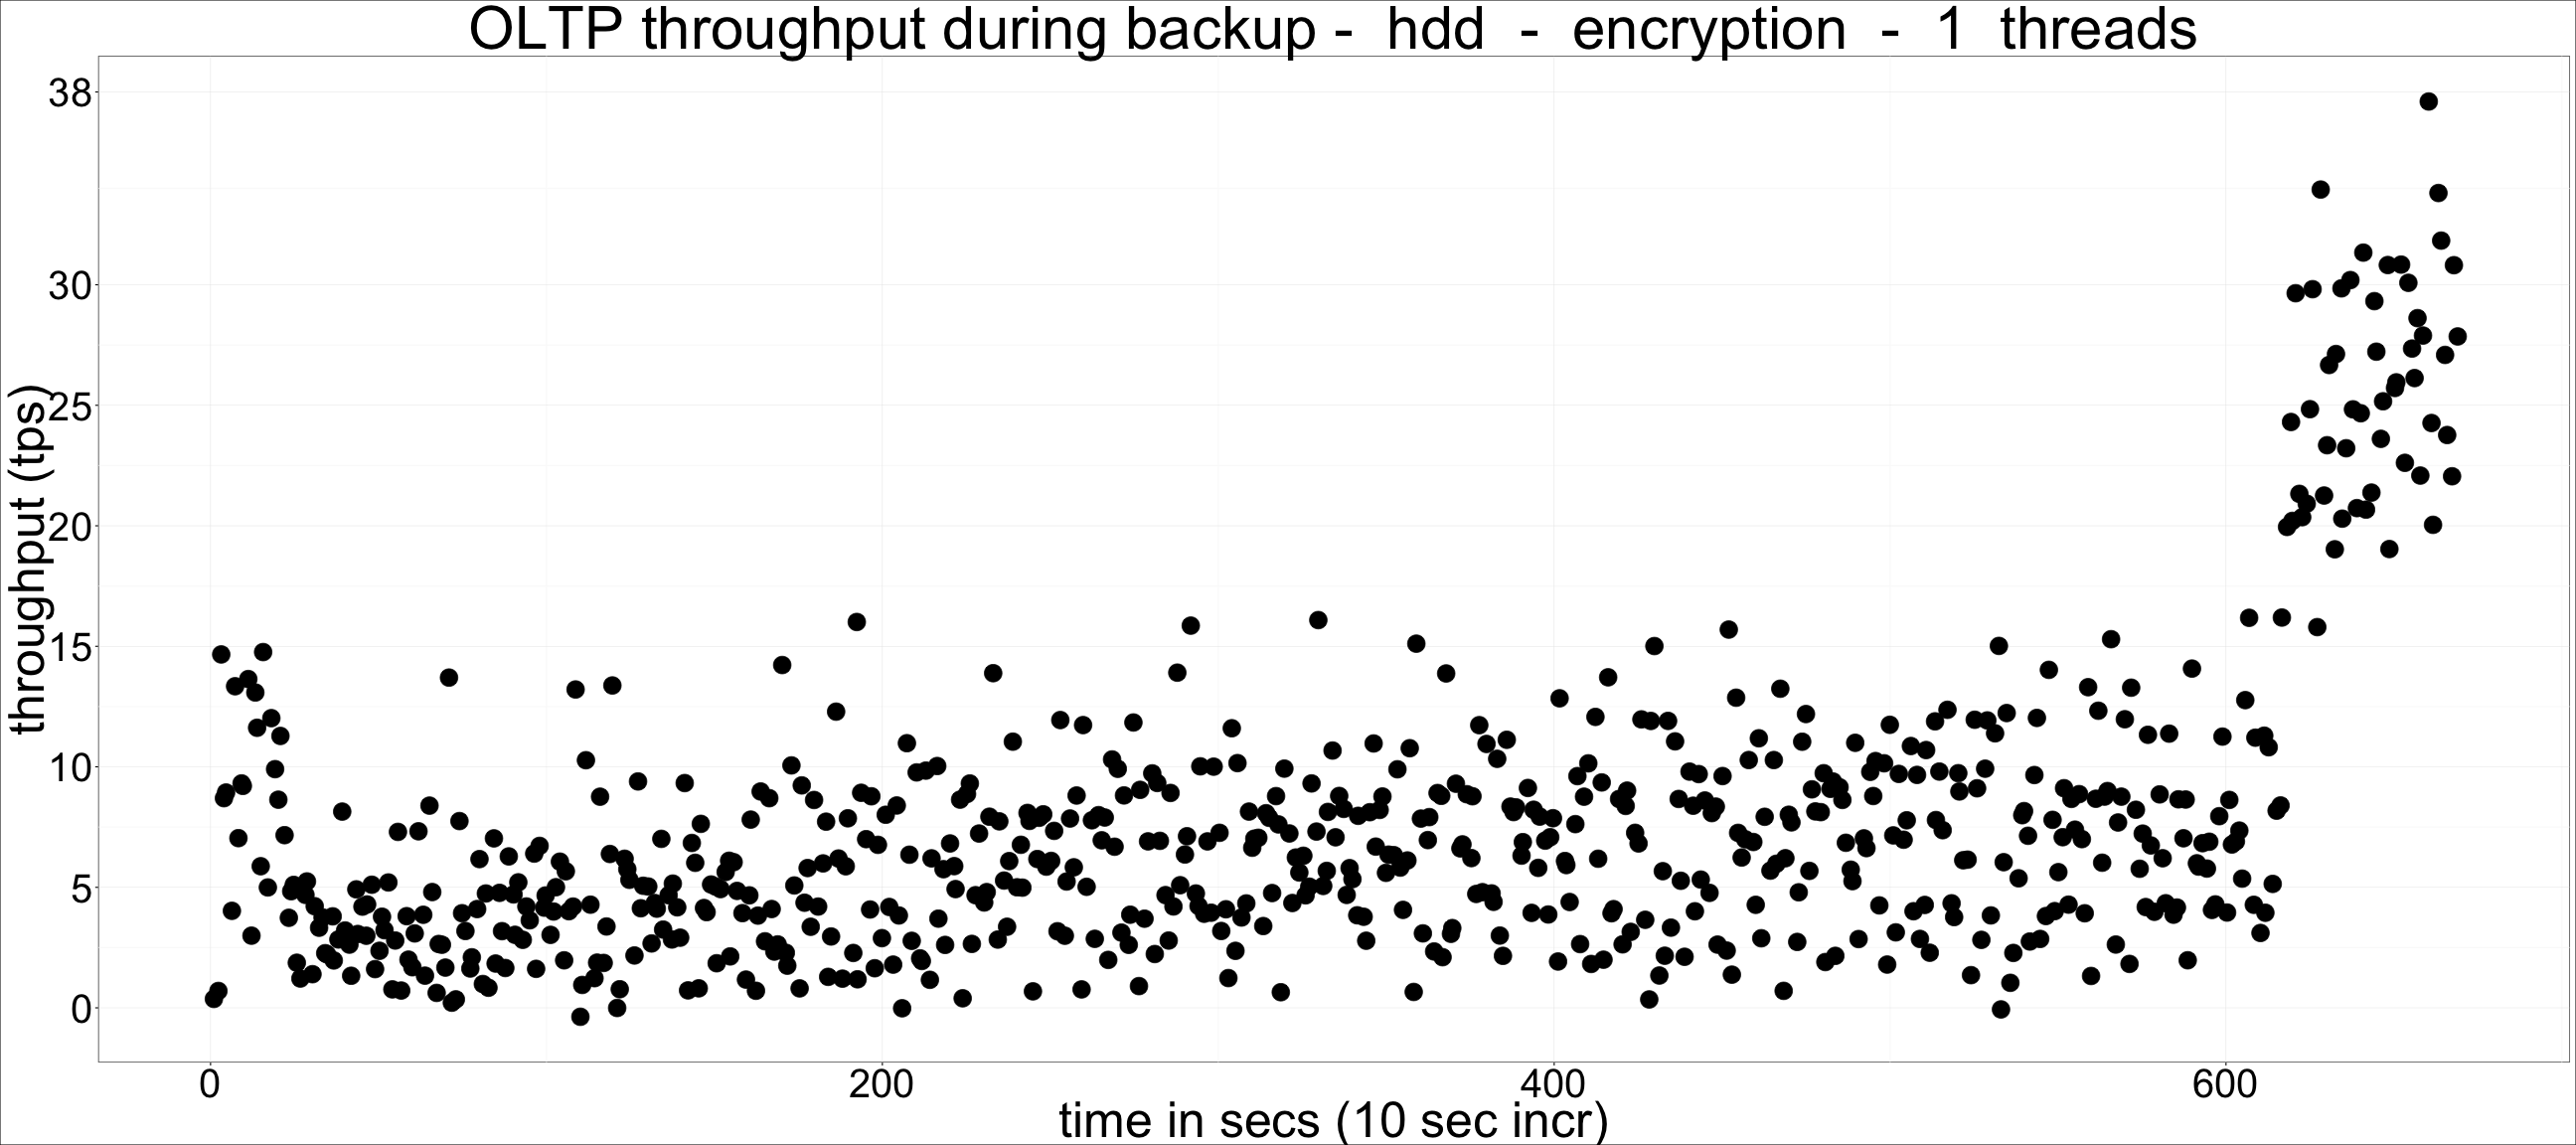 OLTP throughput during backup - hdd - encryption - 1 threads
throughput (tps)
38
30
25
20
15
10
5
0
0 200 400 600
time in secs (10 sec incr)